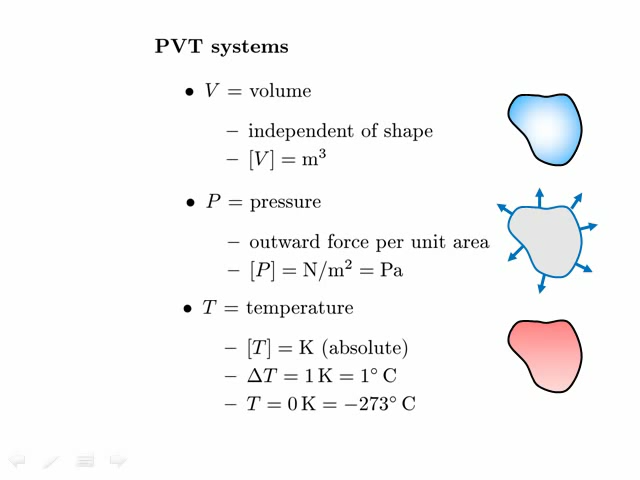 PVT systems
• V = volume
– independent of shape
– [V] = m³
• P = pressure
– outward force per unit area
– [P] = N/m² = Pa
• T = temperature
– [T] = K (absolute)
– ΔT = 1 K = 1° C
– T = 0 K = −273° C